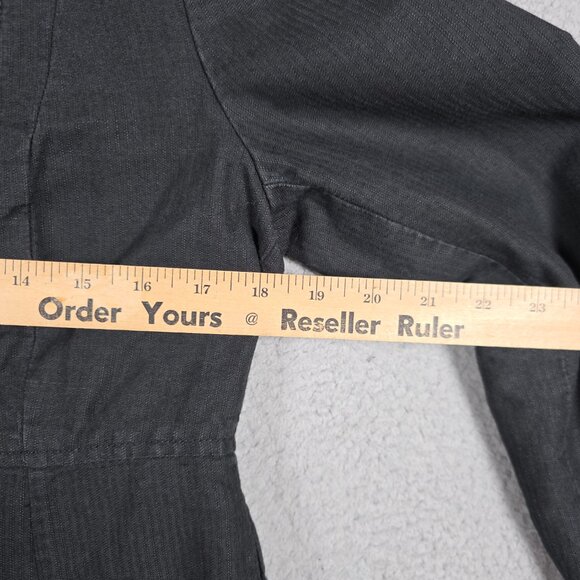 14 15 16 17 18 19 20 21 22 23
Order Yours @ Reseller Ruler